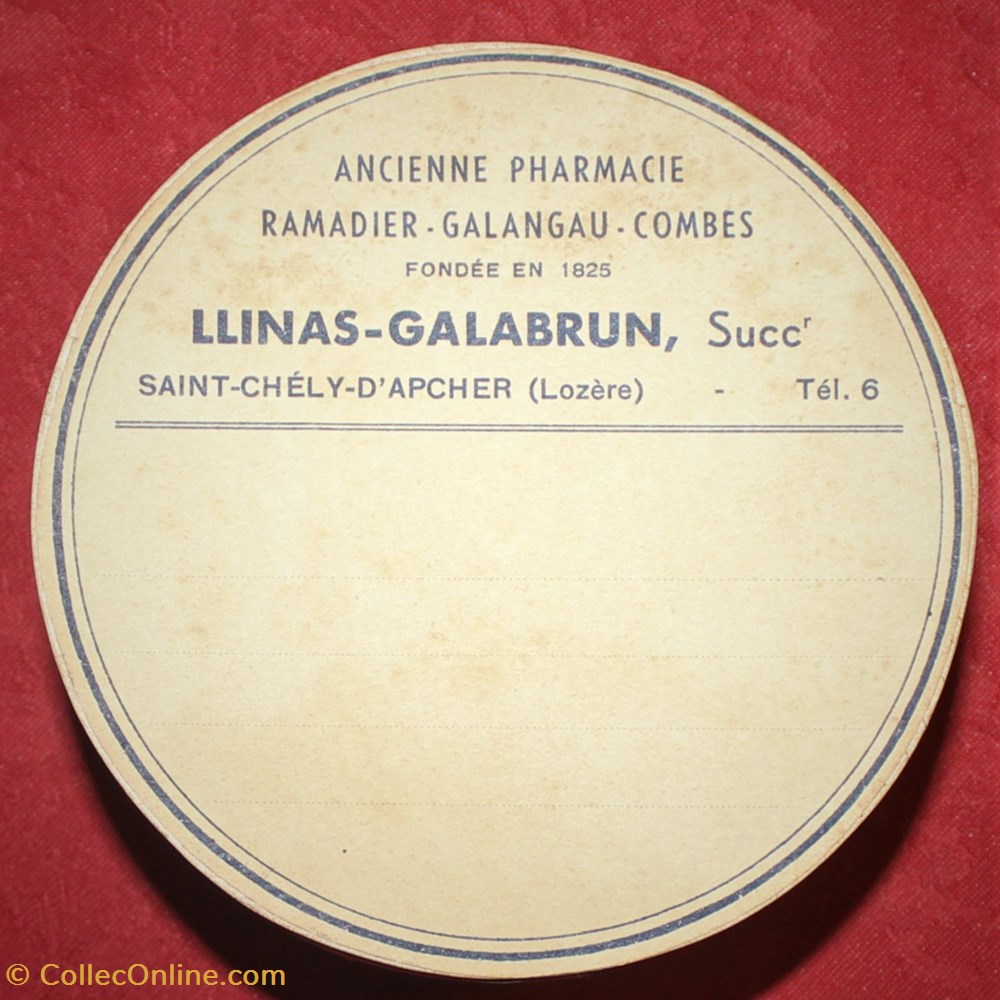 ANCIENNE PHARMACIE
RAMADIER - GALANGAU - COMBES
FONDÉE EN 1825
LLINAS-GALABRUN, Succr
SAINT-CHÉLY-D'APCHER (Lozère) - Tél. 6
© CollecOnline.com